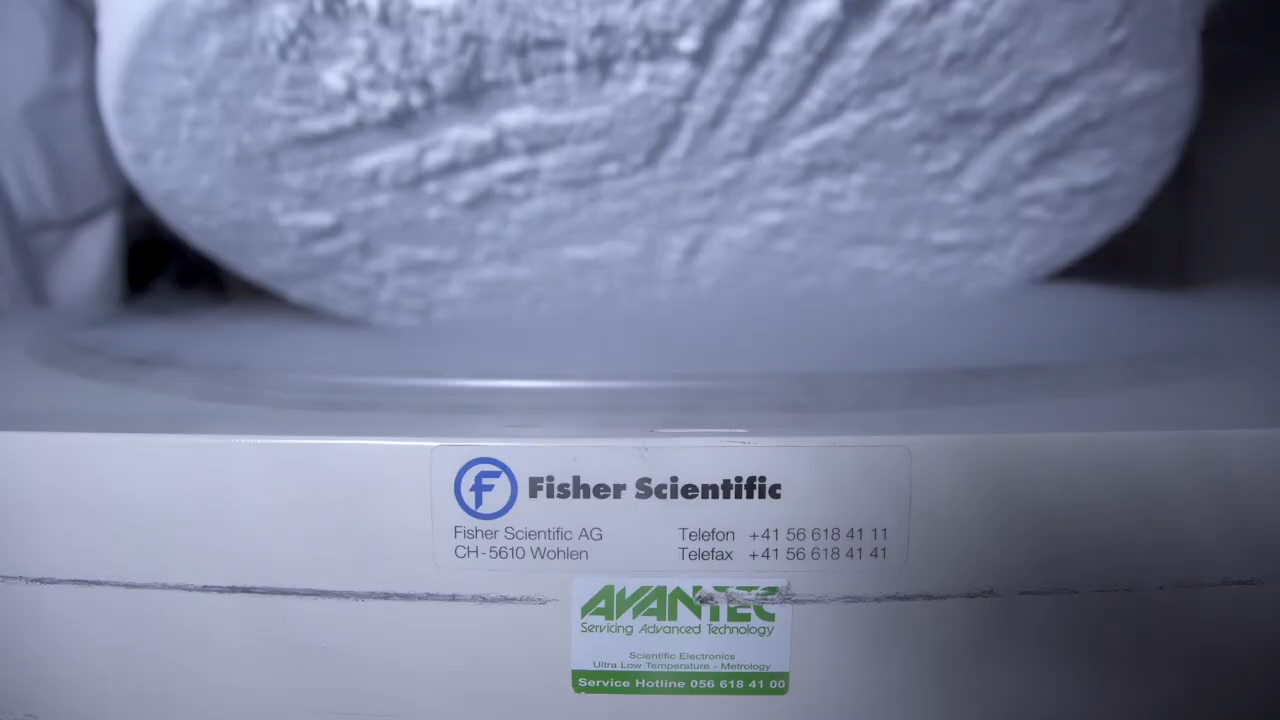 Fisher Scientific
Fisher Scientific AG
CH-5610 Wohlen
Telefon +41 56 618 41 11
Telefax +41 56 618 41 41
AVANTEC
Servicing Advanced Technology
Scientific Electronics
Ultra Low Temperature - Metrology
Service Hotline 056 618 41 00